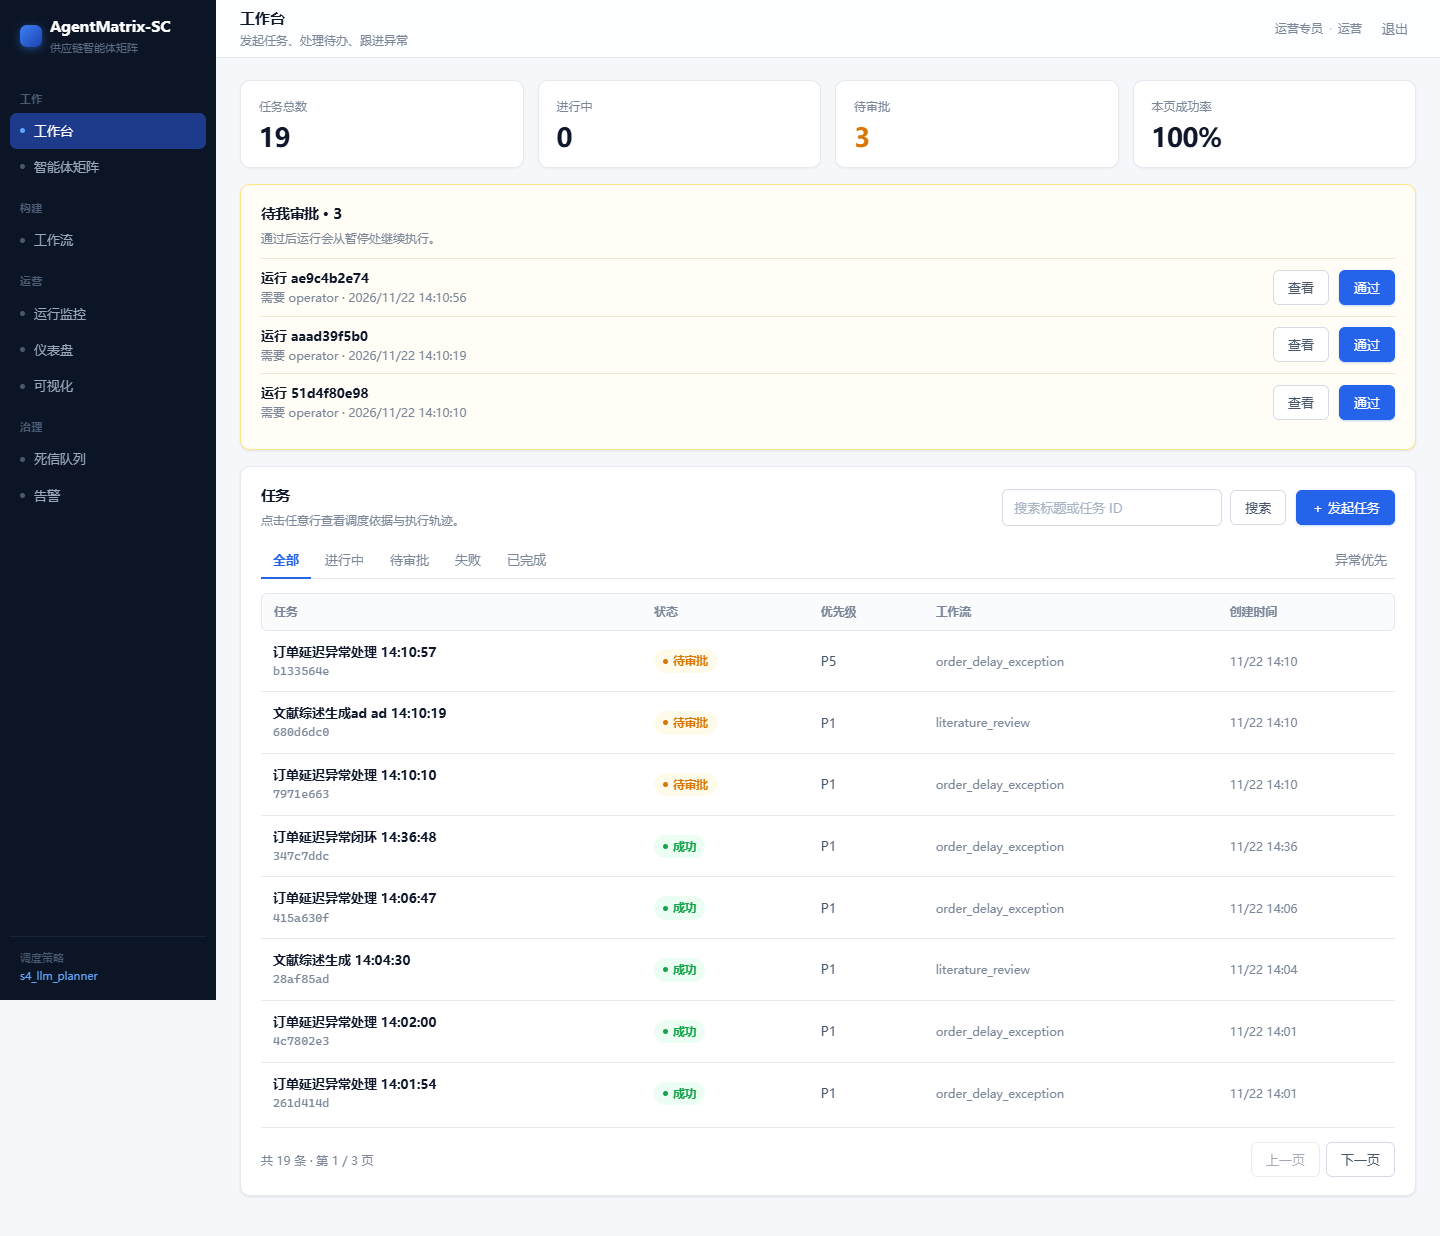 AgentMatrix-SC
供应链智能体矩阵
工作
工作台
智能体矩阵
构建
工作流
运营
运行监控
仪表盘
可视化
治理
死信队列
告警
调度策略
s4_llm_planner
工作台
发起任务、处理待办、跟进异常
运营专员 · 运营 退出
任务总数
19
进行中
0
待审批
3
本页成功率
100%
待我审批 • 3
通过后运行会从暂停处继续执行。
运行 ae9c4b2e74
需要 operator · 2026/11/22 14:10:56
查看 通过
运行 aaad39f5b0
需要 operator · 2026/11/22 14:10:19
查看 通过
运行 51d4f80e98
需要 operator · 2026/11/22 14:10:10
查看 通过
任务
点击任意行查看调度依据与执行轨迹。
搜索标题或任务 ID 搜索 + 发起任务
全部 进行中 待审批 失败 已完成 异常优先
任务 状态 优先级 工作流 创建时间
订单延迟异常处理 14:10:57
b133564e
待审批 P5 order_delay_exception 11/22 14:10
文献综述生成ad ad 14:10:19
680d6dc0
待审批 P1 literature_review 11/22 14:10
订单延迟异常处理 14:10:10
7971e663
待审批 P1 order_delay_exception 11/22 14:10
订单延迟异常闭环 14:36:48
347c7ddc
成功 P1 order_delay_exception 11/22 14:36
订单延迟异常处理 14:06:47
415a630f
成功 P1 order_delay_exception 11/22 14:06
文献综述生成 14:04:30
28af85ad
成功 P1 literature_review 11/22 14:04
订单延迟异常处理 14:02:00
4c7802e3
成功 P1 order_delay_exception 11/22 14:01
订单延迟异常处理 14:01:54
261d414d
成功 P1 order_delay_exception 11/22 14:01
共 19 条 · 第 1 / 3 页
上一页 下一页